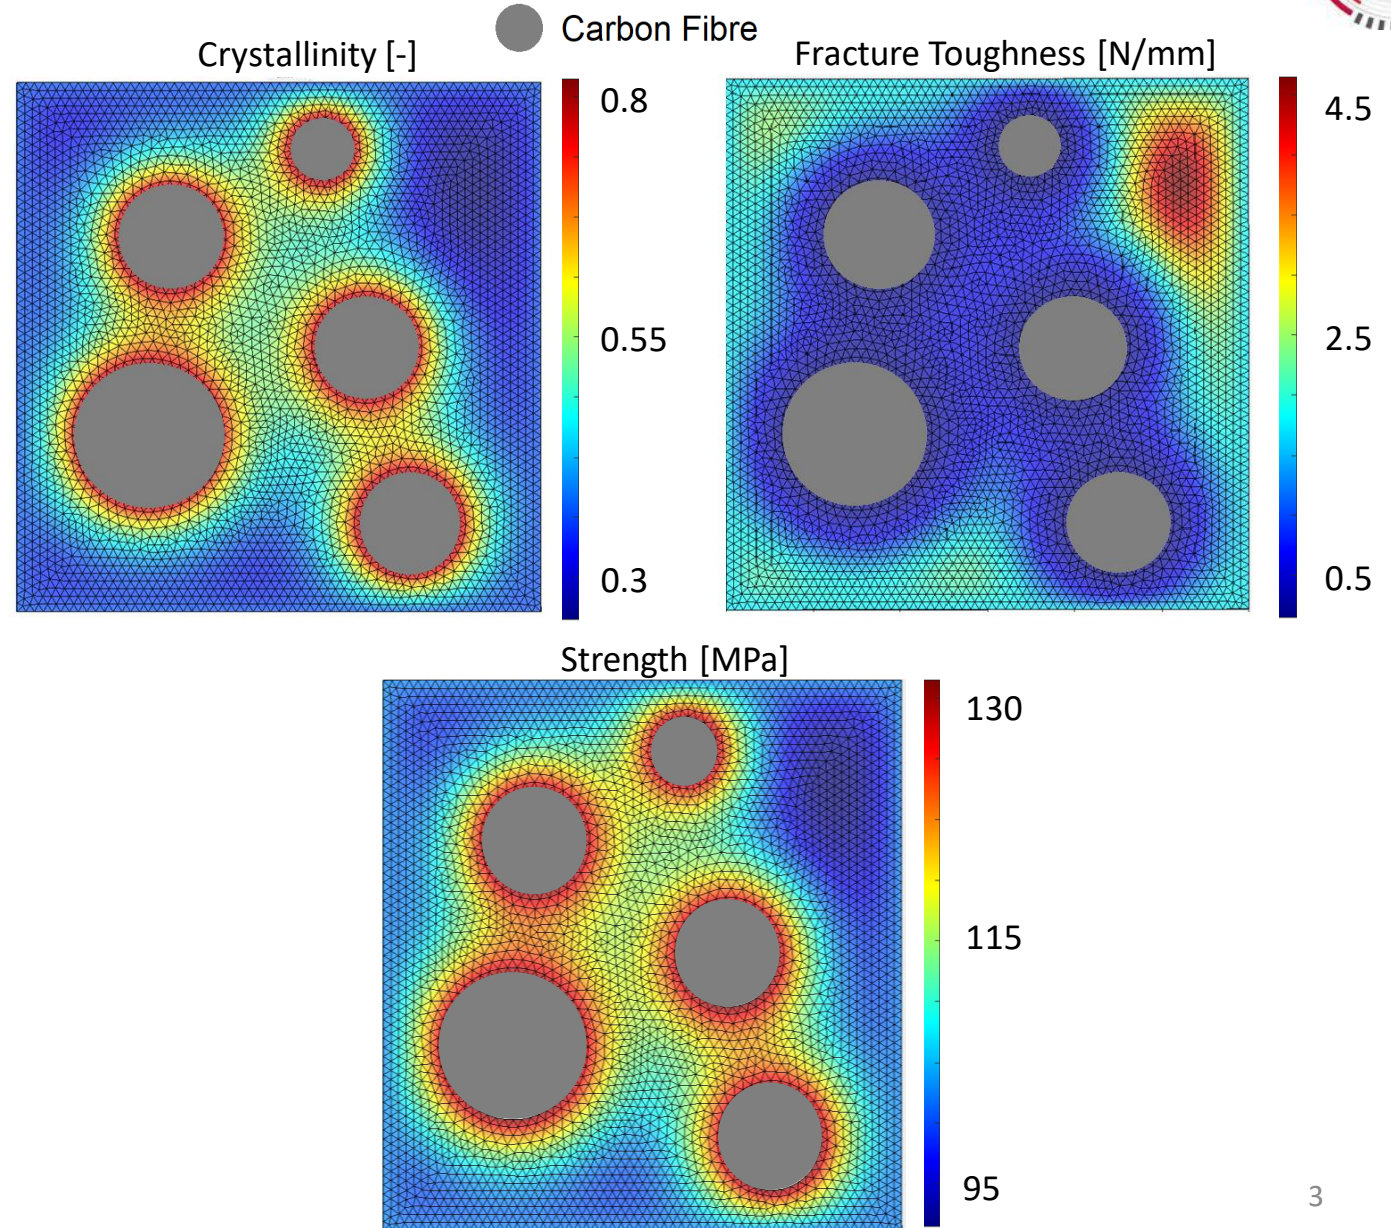 Carbon Fibre
Crystallinity [-]
Fracture Toughness [N/mm]
0.8
0.55
0.3
4.5
2.5
0.5
Strength [MPa]
130
115
95
3